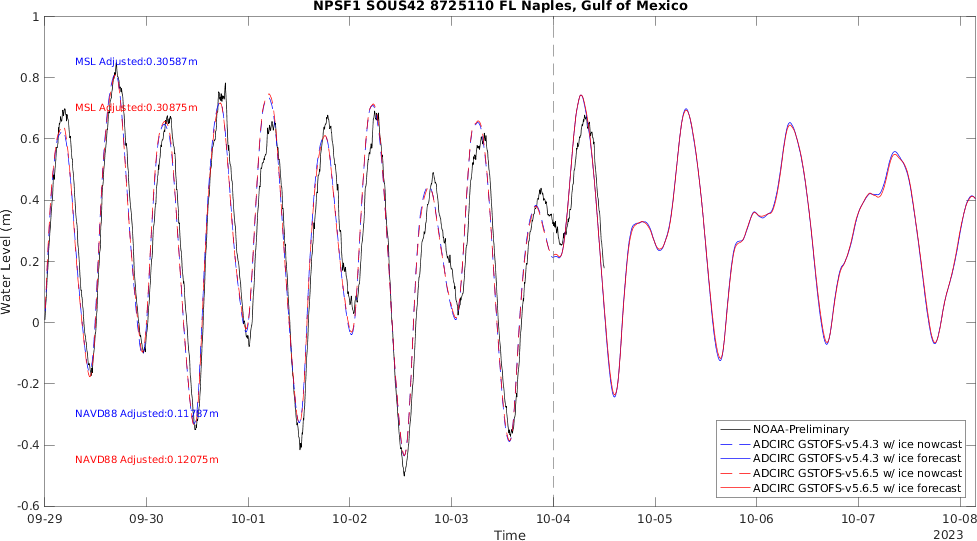 NPSF1 SOUS42 8725110 FL Naples, Gulf of Mexico
1
0.8
0.6
0.4
0.2
0
-0.2
-0.4
-0.6
Water Level (m)
MSL Adjusted:0.30587m
MSL Adjusted:0.30875m
NAVD88 Adjusted:0.11787m
NAVD88 Adjusted:0.12075m
NOAA-Preliminary
ADCIRC GSTOFS-v5.4.3 w/ ice nowcast
ADCIRC GSTOFS-v5.4.3 w/ ice forecast
ADCIRC GSTOFS-v5.6.5 w/ ice nowcast
ADCIRC GSTOFS-v5.6.5 w/ ice forecast
09-29 09-30 10-01 10-02 10-03 10-04 10-05 10-06 10-07 10-08
Time
2023